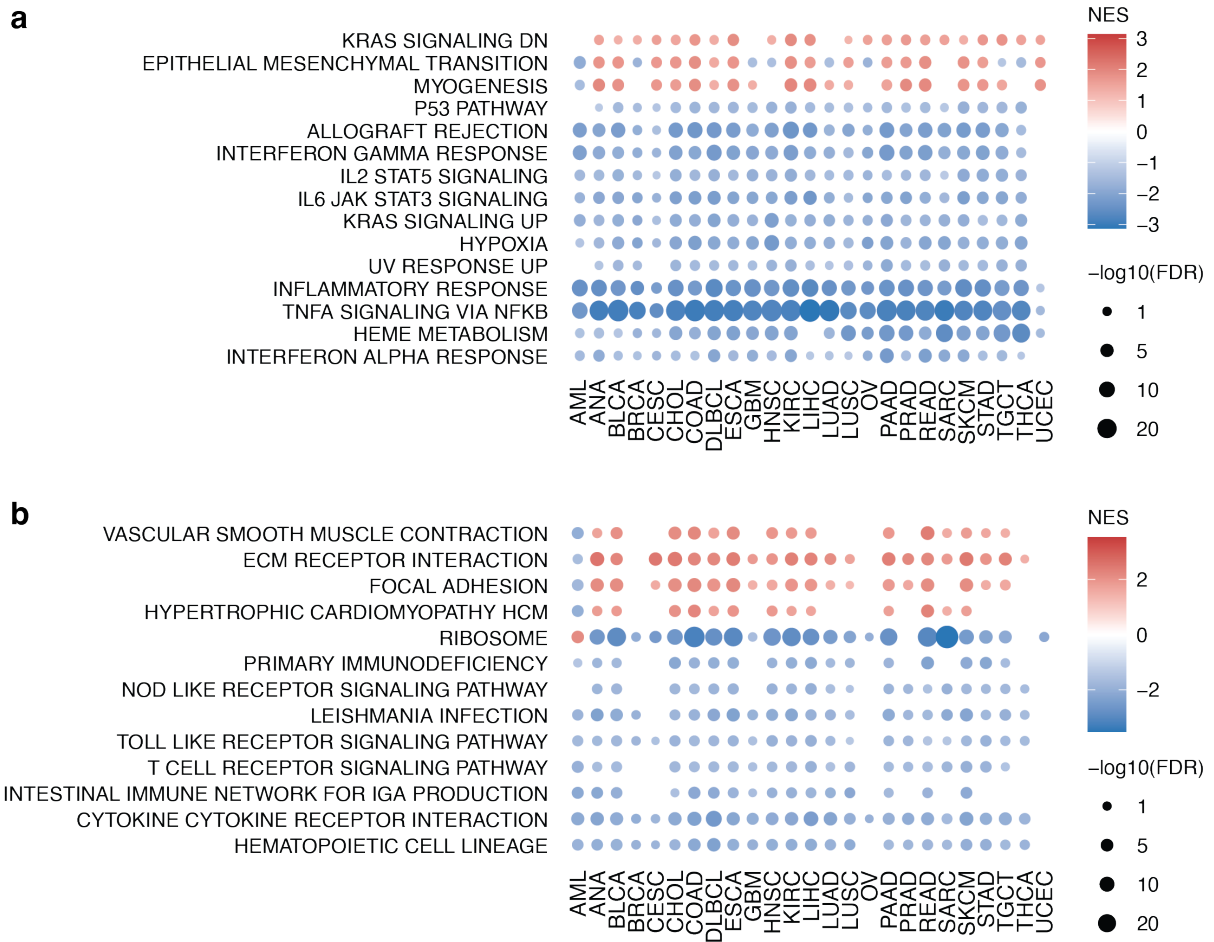 a
KRAS SIGNALING DN
EPITHELIAL MESENCHYMAL TRANSITION
MYOGENESIS
P53 PATHWAY
ALLOGRAFT REJECTION
INTERFERON GAMMA RESPONSE
IL2 STAT5 SIGNALING
IL6 JAK STAT3 SIGNALING
KRAS SIGNALING UP
HYPOXIA
UV RESPONSE UP
INFLAMMATORY RESPONSE
TNFA SIGNALING VIA NFKB
HEME METABOLISM
INTERFERON ALPHA RESPONSE
AML
ANA
BLCA
BRCA
CESC
CHOL
COAD
DLBCL
ESCA
GBM
HNSC
KIRC
LIHC
LUAD
LUSC
OV
PAAD
PRAD
READ
SARC
SKCM
STAD
TGCT
THCA
UCEC
NES
3
2
1
0
−1
−2
−3
−log10(FDR)
1
5
10
20
b
VASCULAR SMOOTH MUSCLE CONTRACTION
ECM RECEPTOR INTERACTION
FOCAL ADHESION
HYPERTROPHIC CARDIOMYOPATHY HCM
RIBOSOME
PRIMARY IMMUNODEFICIENCY
NOD LIKE RECEPTOR SIGNALING PATHWAY
LEISHMANIA INFECTION
TOLL LIKE RECEPTOR SIGNALING PATHWAY
T CELL RECEPTOR SIGNALING PATHWAY
INTESTINAL IMMUNE NETWORK FOR IGA PRODUCTION
CYTOKINE CYTOKINE RECEPTOR INTERACTION
HEMATOPOIETIC CELL LINEAGE
AML
ANA
BLCA
BRCA
CESC
CHOL
COAD
DLBCL
ESCA
GBM
HNSC
KIRC
LIHC
LUAD
LUSC
OV
PAAD
PRAD
READ
SARC
SKCM
STAD
TGCT
THCA
UCEC
NES
2
0
−2
−log10(FDR)
1
5
10
20